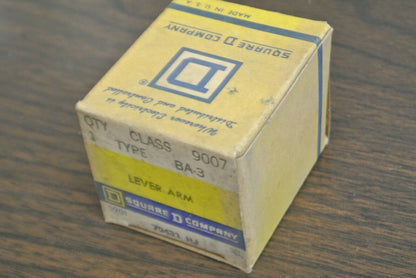 MADE IN U.S.A.
SQUARE D COMPANY
D
®
Wherever Electricity is
Distributed and Controlled
QTY CLASS 9007
1 TYPE BA-3
LEVER ARM
D SQUARE D COMPANY